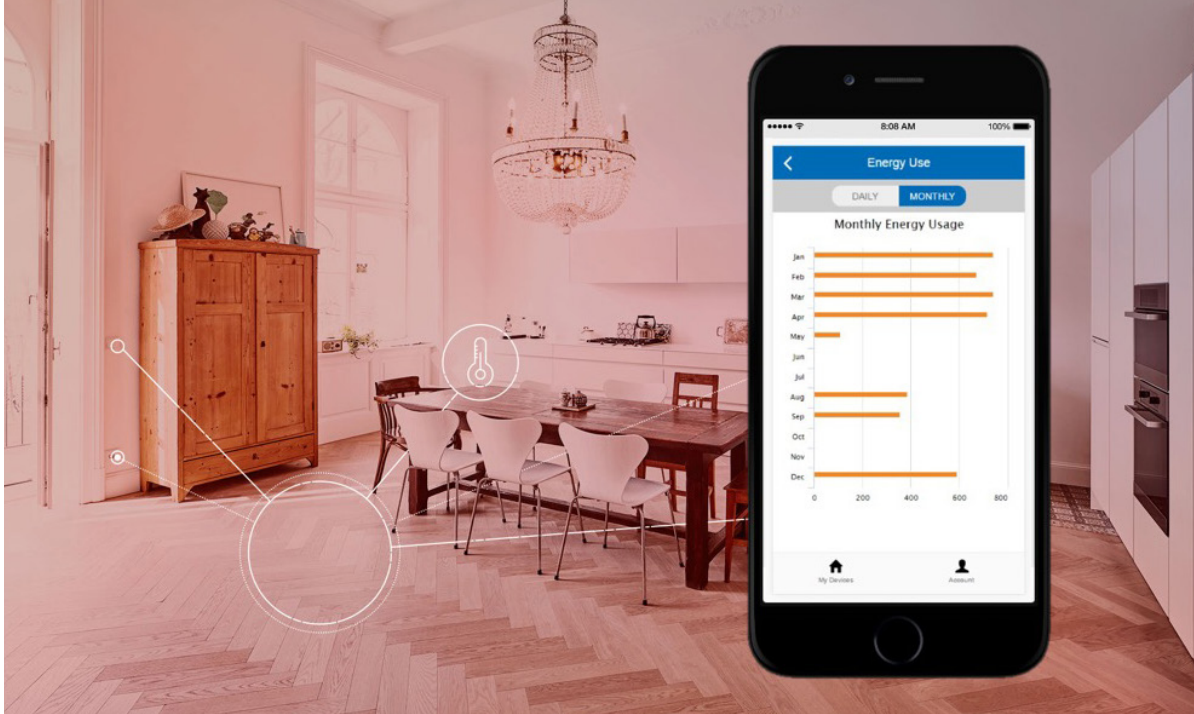 8:08 AM 100%
Energy Use
DAILY MONTHLY
Monthly Energy Usage
Jan
Feb
Mar
Apr
May
Jun
Jul
Aug
Sep
Oct
Nov
Dec
0 200 400 600 800
My Devices Account